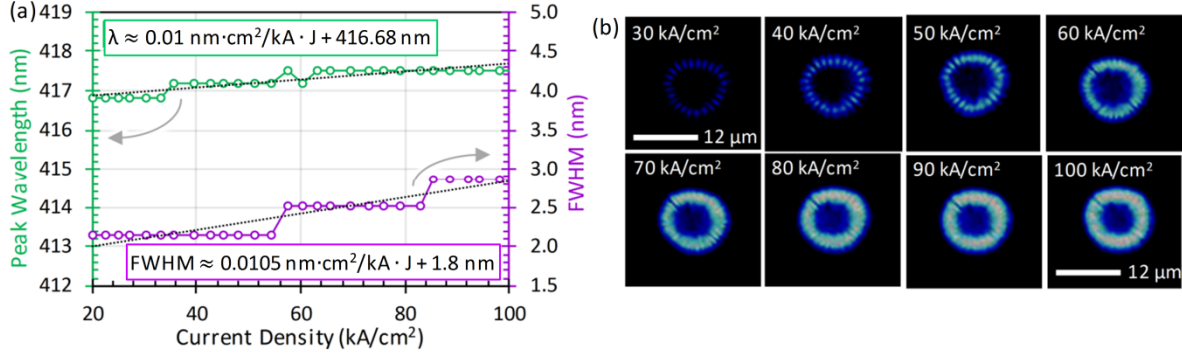 (a)
419
418
417
416
415
414
413
412
Peak Wavelength (nm)
λ ≈ 0.01 nm·cm²/kA · J + 416.68 nm
FWHM ≈ 0.0105 nm·cm²/kA · J + 1.8 nm
5.0
4.5
4.0
3.5
3.0
2.5
2.0
1.5
FWHM (nm)
20 40 60 80 100
Current Density (kA/cm²)
(b)
30 kA/cm² 40 kA/cm² 50 kA/cm² 60 kA/cm²
12 µm
70 kA/cm² 80 kA/cm² 90 kA/cm² 100 kA/cm²
12 µm